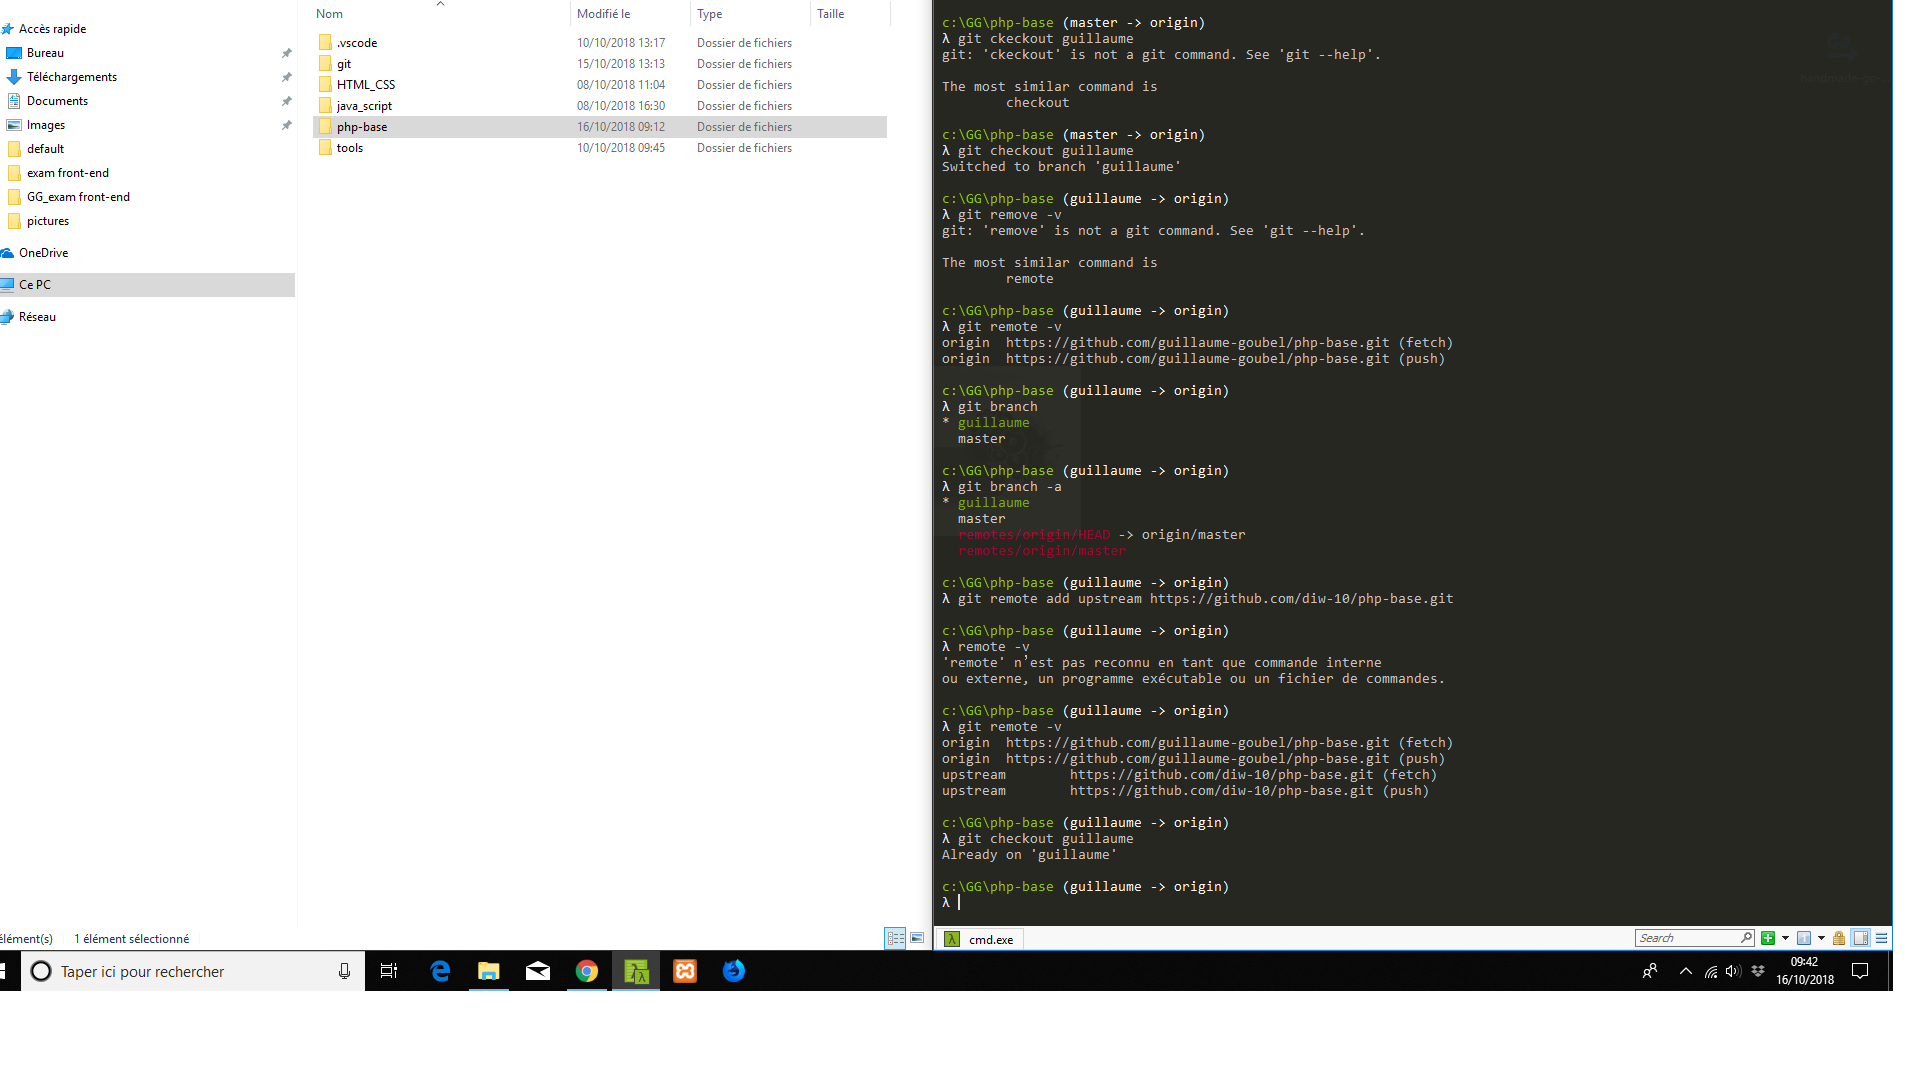 Nom	Modifié le	Type	Taille
Accès rapide
Bureau
Téléchargements
Documents
Images
default
exam front-end
GG_exam front-end
pictures
OneDrive
Ce PC
Réseau
.vscode	10/10/2018 13:17	Dossier de fichiers
git	15/10/2018 13:13	Dossier de fichiers
HTML_CSS	08/10/2018 11:04	Dossier de fichiers
java_script	08/10/2018 16:30	Dossier de fichiers
php-base	16/10/2018 09:12	Dossier de fichiers
tools	10/10/2018 09:45	Dossier de fichiers
élément(s)	1 élément sélectionné
c:\GG\php-base (master -> origin)
λ git ckeckout guillaume
git: 'ckeckout' is not a git command. See 'git --help'.
The most similar command is
checkout
c:\GG\php-base (master -> origin)
λ git checkout guillaume
Switched to branch 'guillaume'
c:\GG\php-base (guillaume -> origin)
λ git remove -v
git: 'remove' is not a git command. See 'git --help'.
The most similar command is
remote
c:\GG\php-base (guillaume -> origin)
λ git remote -v
origin  https://github.com/guillaume-goubel/php-base.git (fetch)
origin  https://github.com/guillaume-goubel/php-base.git (push)
c:\GG\php-base (guillaume -> origin)
λ git branch
* guillaume
master
c:\GG\php-base (guillaume -> origin)
λ git branch -a
* guillaume
master
remotes/origin/HEAD -> origin/master
remotes/origin/master
c:\GG\php-base (guillaume -> origin)
λ git remote add upstream https://github.com/diw-10/php-base.git
c:\GG\php-base (guillaume -> origin)
λ remote -v
'remote' n’est pas reconnu en tant que commande interne
ou externe, un programme exécutable ou un fichier de commandes.
c:\GG\php-base (guillaume -> origin)
λ git remote -v
origin  https://github.com/guillaume-goubel/php-base.git (fetch)
origin  https://github.com/guillaume-goubel/php-base.git (push)
upstream        https://github.com/diw-10/php-base.git (fetch)
upstream        https://github.com/diw-10/php-base.git (push)
c:\GG\php-base (guillaume -> origin)
λ git checkout guillaume
Already on 'guillaume'
c:\GG\php-base (guillaume -> origin)
λ
λ cmd.exe	Search
Taper ici pour rechercher
09:42
16/10/2018